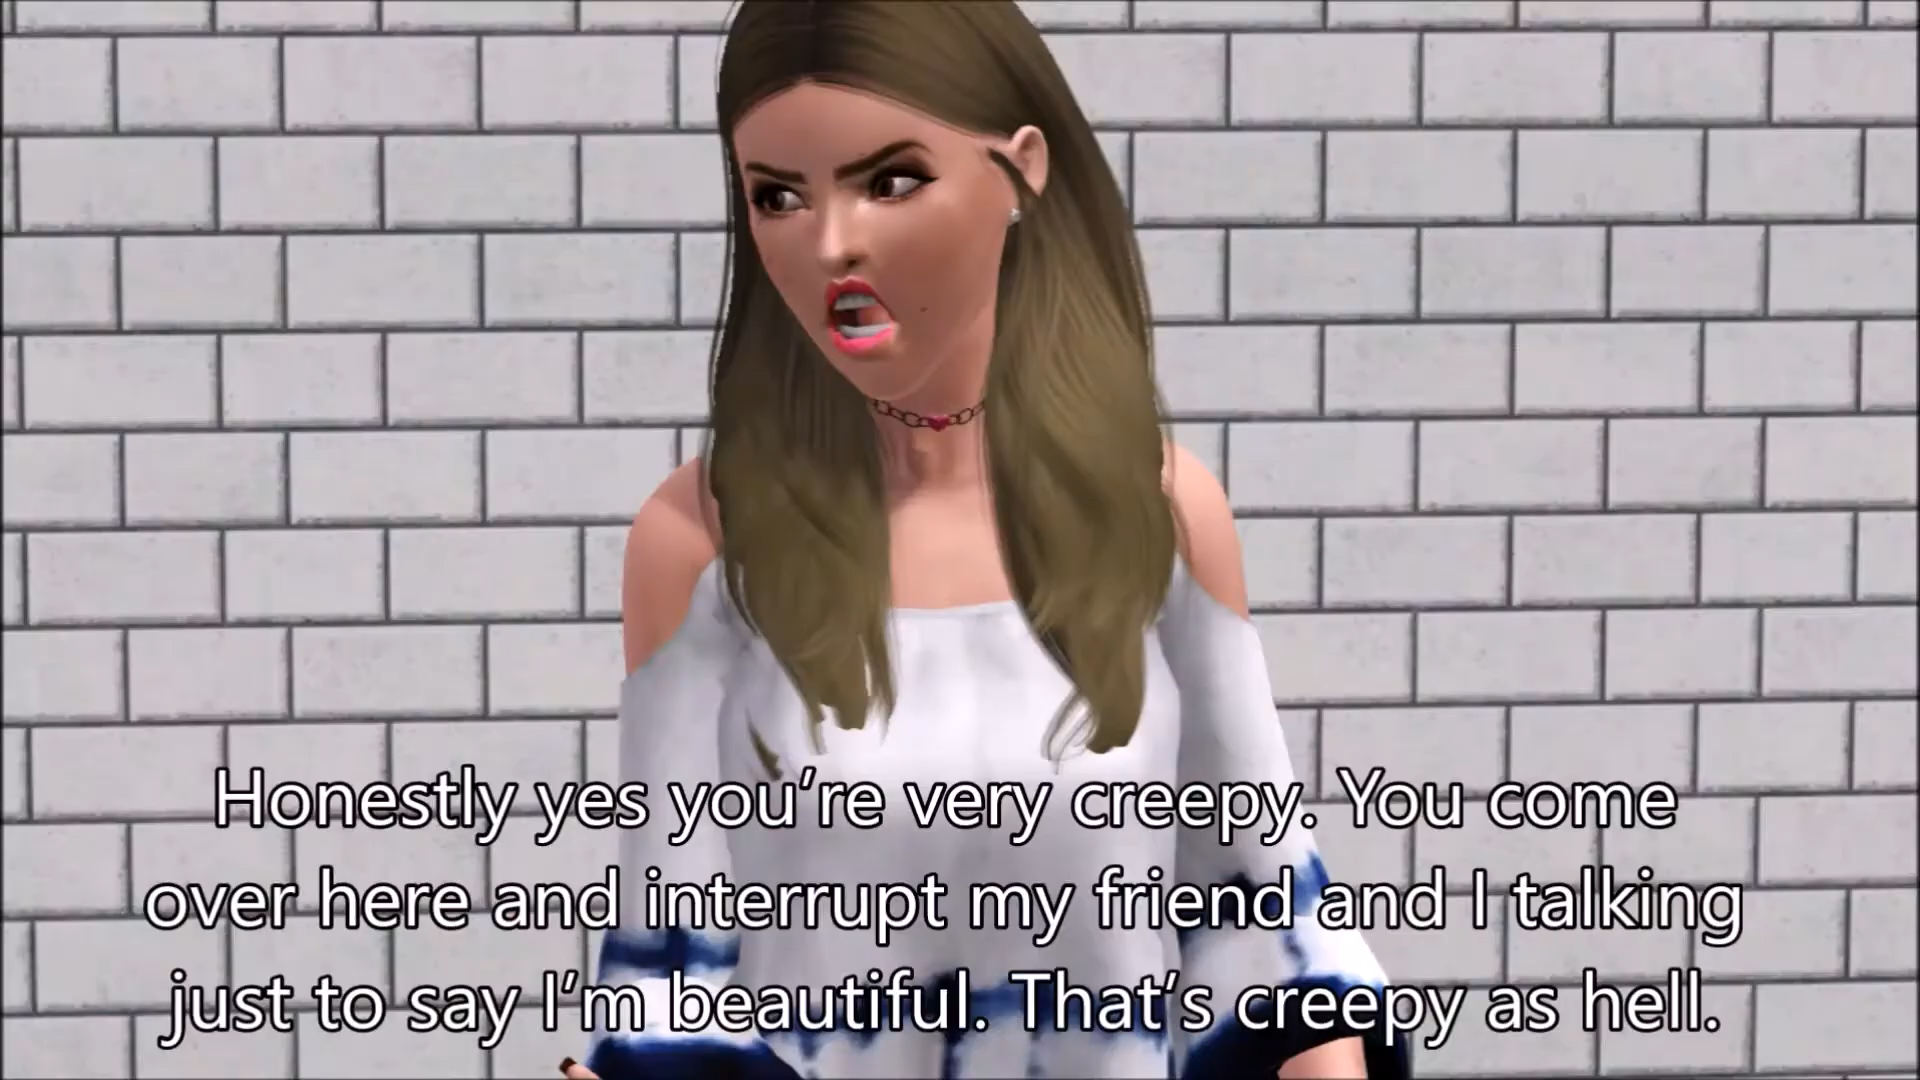 Honestly yes you’re very creepy. You come
over here and interrupt my friend and I talking
just to say I’m beautiful. That’s creepy as hell.